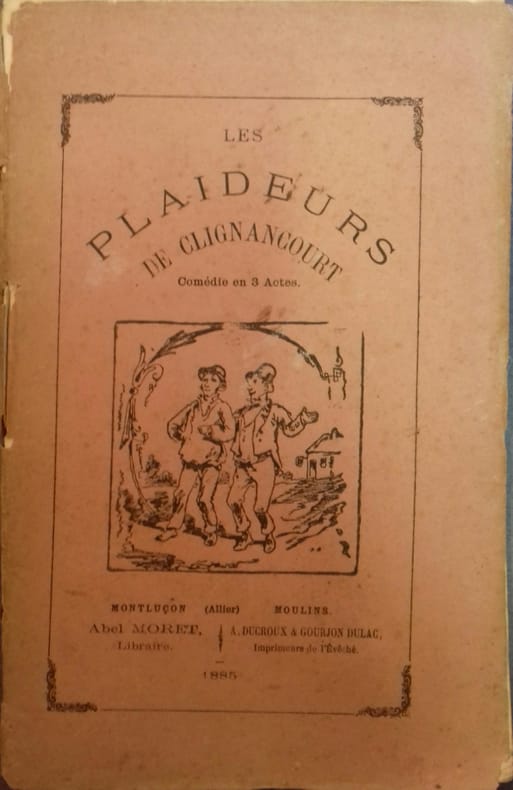 LES
PLAIDEURS
DE CLIGNANCOURT
Comédie en 3 Actes.
MONTLUÇON (Allier) MOULINS.
Abel MORET, A. DUCROUX & GOURJON DULAC,
Libraire. Imprimeurs de l'Évêché.
1885